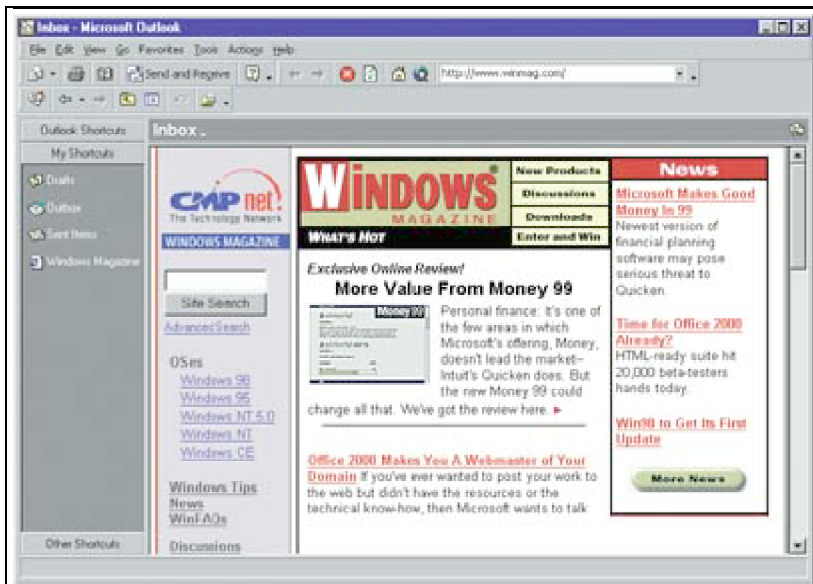 Inbox - Microsoft Outlook
File Edit View Go Favorites Tools Actions Help
Send and Receive http://www.winmag.com/
Outlook Shortcuts
My Shortcuts
Drafts
Outbox
Sent Items
Windows Magazine
Other Shortcuts
Inbox
CMP net!
The Technology Network
WINDOWS MAGAZINE
Site Search
Advanced Search
OSes
Windows 98
Windows 95
Windows NT 5.0
Windows NT
Windows CE
Windows Tips
News
WinFAQs
Discussions
WINDOWS
MAGAZINE
WHAT'S HOT
New Products
Discussions
Downloads
Enter and Win
Exclusive Online Review!
More Value From Money 99
Money 99
Personal finance: It's one of
the few areas in which
Microsoft's offering, Money,
doesn't lead the market--
Intuit's Quicken does. But
the new Money 99 could
change all that. We've got the review here.
Office 2000 Makes You A Webmaster of Your
Domain If you've ever wanted to post your work to
the web but didn't have the resources or the
technical know-how, then Microsoft wants to talk
News
Microsoft Makes Good
Money In 99
Newest version of
financial planning
software may pose
serious threat to
Quicken.
Time for Office 2000
Already?
HTML-ready suite hit
20,000 beta-testers
hands today.
Win98 to Get Its First
Update
More News